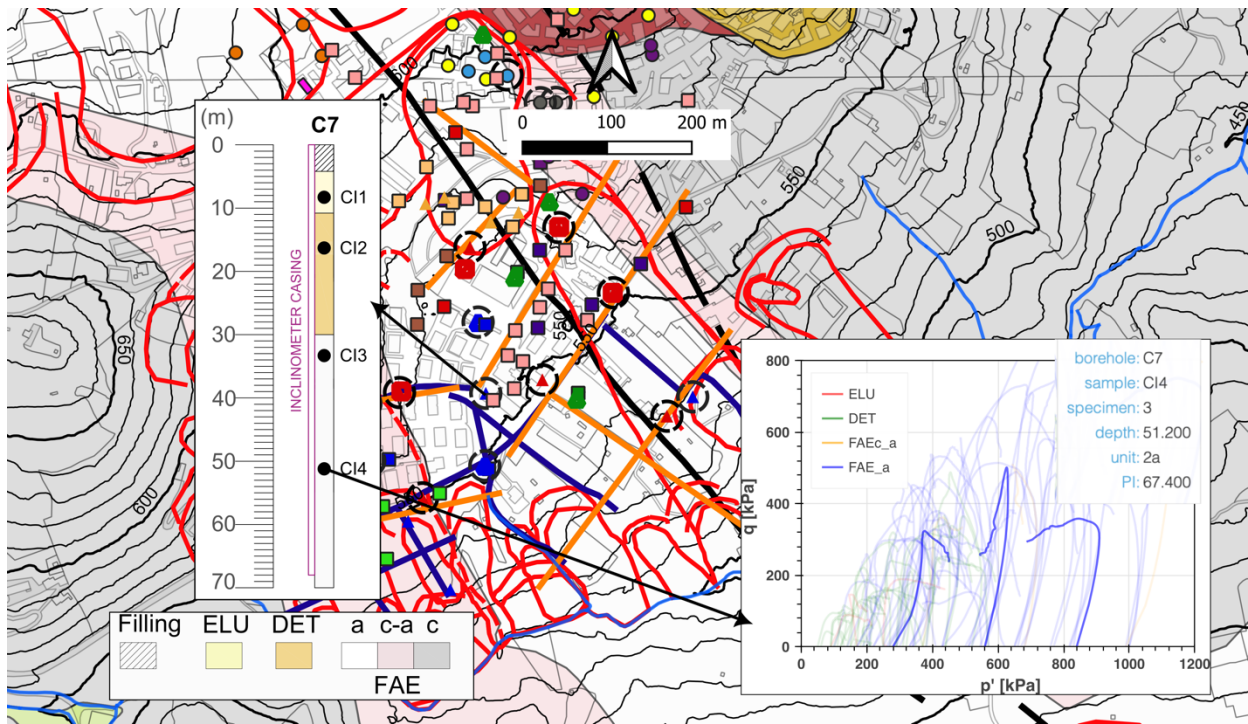 500
450
0 100 200 m
(m)
C7
0
10
20
30
40
50
60
70
INCLINOMETER CASING
CI1
CI2
CI3
CI4
550
500
550
550
650
600
Filling ELU DET a c-a c
FAE
800
700
600
500
400
300
200
0
q [kPa]
ELU
DET
FAEc_a
FAE_a
borehole: C7
sample: CI4
specimen: 3
depth: 51.200
unit: 2a
PI: 67.400
0 200 400 600 800 1000 1200
p' [kPa]